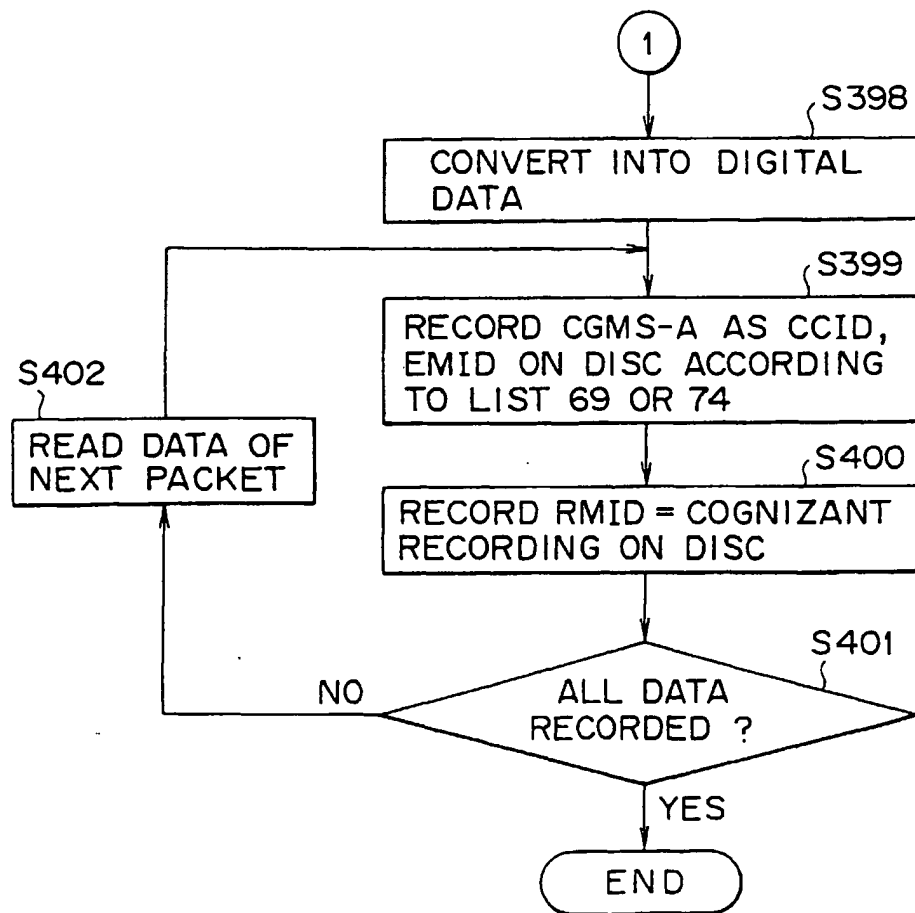 1
S398
CONVERT INTO DIGITAL
DATA
S399
RECORD CGMS-A AS CCID,
EMID ON DISC ACCORDING
TO LIST 69 OR 74
S402
READ DATA OF
NEXT PACKET
S400
RECORD RMID = COGNIZANT
RECORDING ON DISC
S401
ALL DATA
RECORDED ?
NO
YES
END